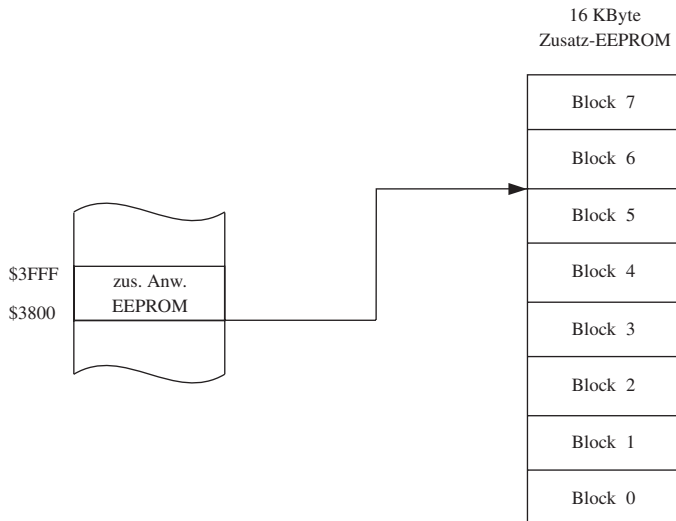 16 KByte
Zusatz-EEPROM
Block 7
Block 6
Block 5
Block 4
Block 3
Block 2
Block 1
Block 0
$3FFF
$3800
zus. Anw.
EEPROM